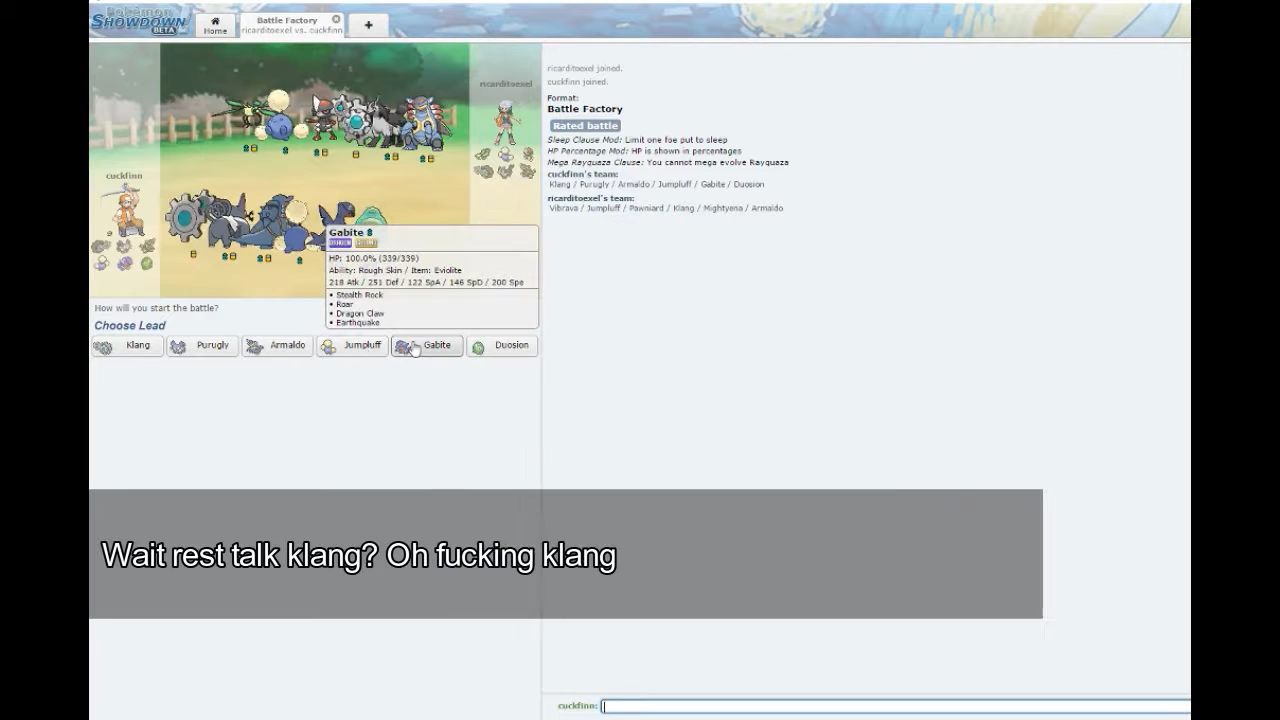 Pokémon
SHOWDOWN
BETA
Home
Battle Factory
ricarditoexel vs. cuckfinn
+
ricarditoexel
cuckfinn
Gabite
DRAGON GROUND
HP: 100.0% (339/339)
Ability: Rough Skin / Item: Eviolite
218 Atk / 251 Def / 122 SpA / 146 SpD / 200 Spe
• Stealth Rock
• Roar
• Dragon Claw
• Earthquake
How will you start the battle?
Choose Lead
Klang
Purugly
Armaldo
Jumpluff
Gabite
Duosion
ricarditoexel joined.
cuckfinn joined.
Format:
Battle Factory
Rated battle
Sleep Clause Mod: Limit one foe put to sleep
HP Percentage Mod: HP is shown in percentages
Mega Rayquaza Clause: You cannot mega evolve Rayquaza
cuckfinn's team:
Klang / Purugly / Armaldo / Jumpluff / Gabite / Duosion
ricarditoexel's team:
Vibrava / Jumpluff / Pawniard / Klang / Mightyena / Armaldo
Wait rest talk klang? Oh fucking klang
cuckfinn: